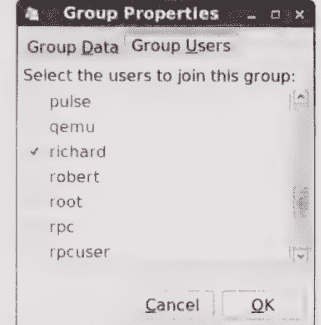 Group Properties
Group Data Group Users
Select the users to join this group:
pulse
qemu
richard
robert
root
rpc
rpcuser
Cancel OK